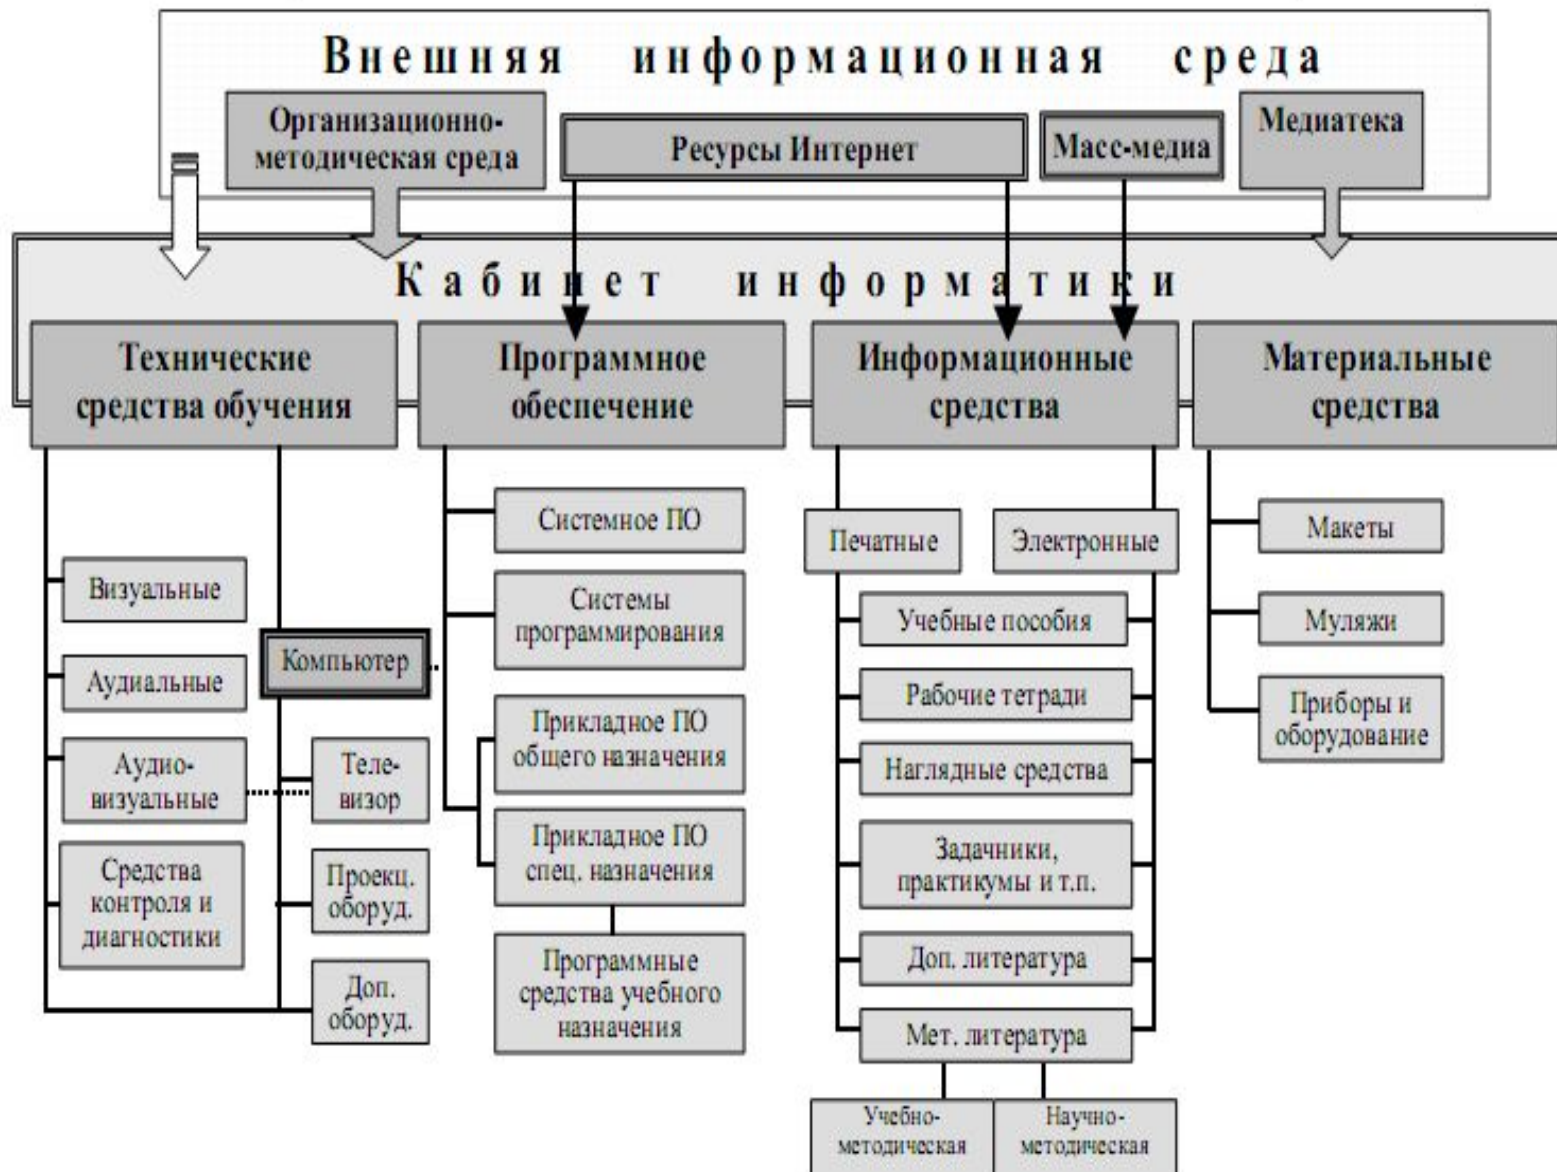 Внешняя информационная среда
Организационно-
методическая среда
Ресурсы Интернет
Масс-медиа
Медиатека
Кабинет информатики
Технические
средства обучения
Программное
обеспечение
Информационные
средства
Материальные
средства
Визуальные
Аудиальные
Аудио-
визуальные
Средства
контроля и
диагностики
Компьютер
Теле-
визор
Проекц.
оборуд.
Доп.
оборуд.
Системное ПО
Системы
программирования
Прикладное ПО
общего назначения
Прикладное ПО
спец. назначения
Программные
средства учебного
назначения
Печатные
Электронные
Учебные пособия
Рабочие тетради
Наглядные средства
Задачники,
практикумы и т.п.
Доп. литература
Мет. литература
Учебно-
методическая
Научно-
методическая
Макеты
Муляжи
Приборы и
оборудование